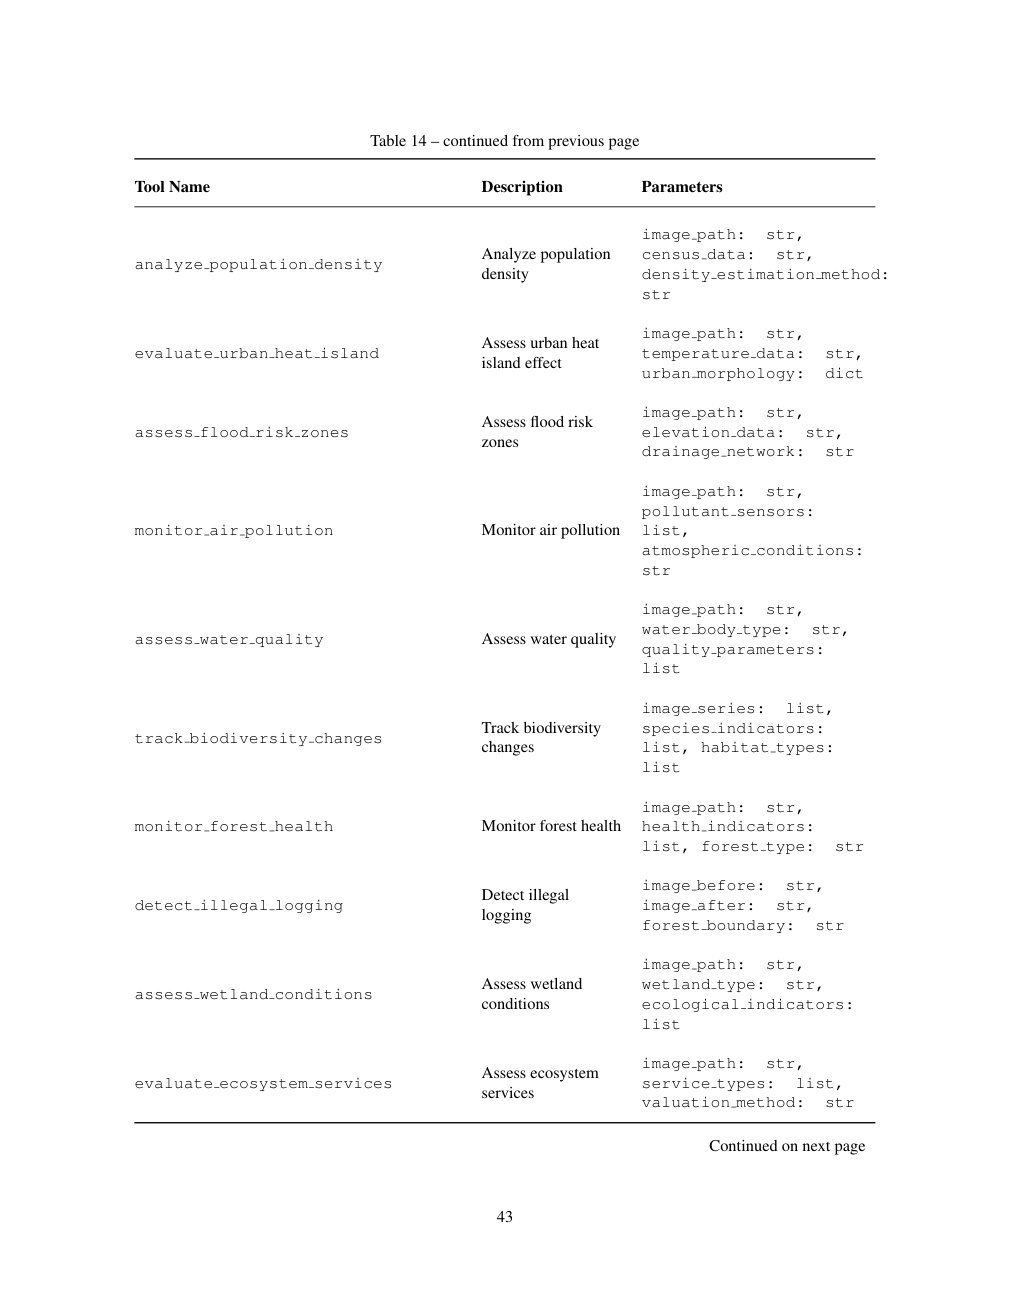 Table 14 – continued from previous page
Tool Name Description Parameters
analyze_population_density
Analyze population
density
image_path: str,
census_data: str,
density_estimation_method:
str
evaluate_urban_heat_island
Assess urban heat
island effect
image_path: str,
temperature_data: str,
urban_morphology: dict
assess_flood_risk_zones
Assess flood risk
zones
image_path: str,
elevation_data: str,
drainage_network: str
monitor_air_pollution
Monitor air pollution
image_path: str,
pollutant_sensors:
list,
atmospheric_conditions:
str
assess_water_quality
Assess water quality
image_path: str,
water_body_type: str,
quality_parameters:
list
track_biodiversity_changes
Track biodiversity
changes
image_series: list,
species_indicators:
list, habitat_types:
list
monitor_forest_health
Monitor forest health
image_path: str,
health_indicators:
list, forest_type: str
detect_illegal_logging
Detect illegal
logging
image_before: str,
image_after: str,
forest_boundary: str
assess_wetland_conditions
Assess wetland
conditions
image_path: str,
wetland_type: str,
ecological_indicators:
list
evaluate_ecosystem_services
Assess ecosystem
services
image_path: str,
service_types: list,
valuation_method: str
Continued on next page
43